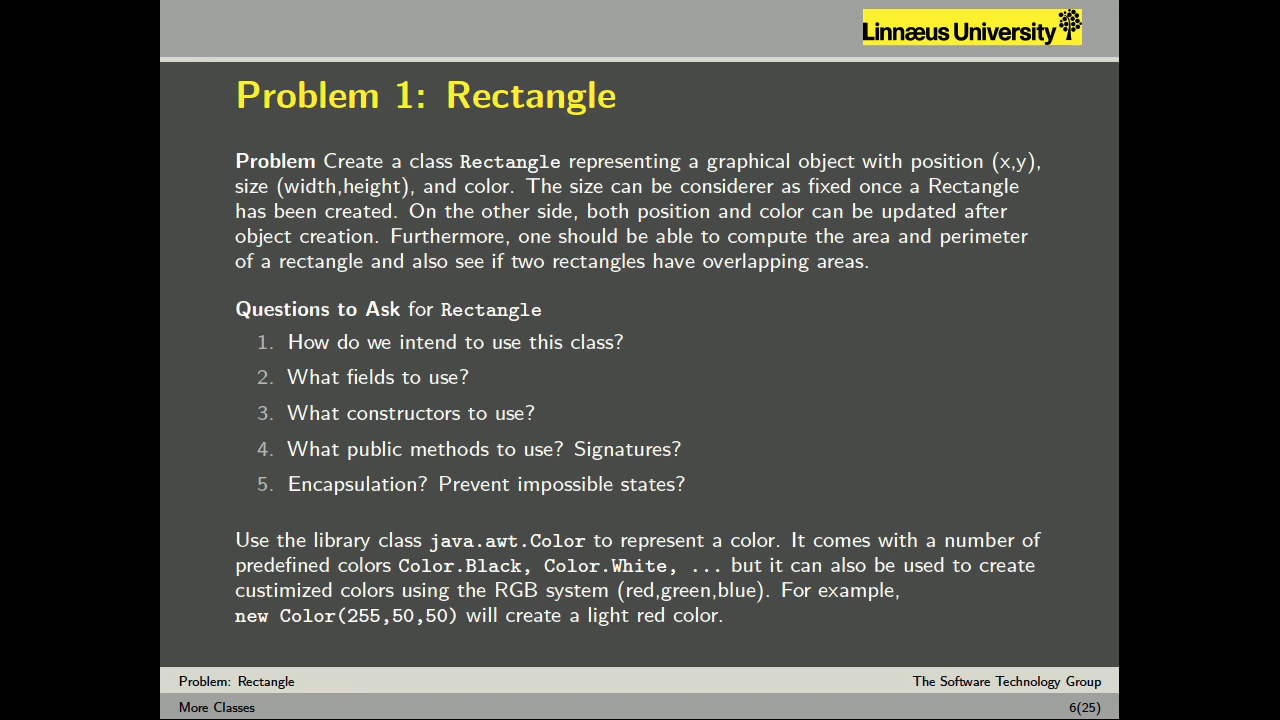 Linnæus University
Problem 1: Rectangle
Problem Create a class Rectangle representing a graphical object with position (x,y),
size (width,height), and color. The size can be considerer as fixed once a Rectangle
has been created. On the other side, both position and color can be updated after
object creation. Furthermore, one should be able to compute the area and perimeter
of a rectangle and also see if two rectangles have overlapping areas.
Questions to Ask for Rectangle
1. How do we intend to use this class?
2. What fields to use?
3. What constructors to use?
4. What public methods to use? Signatures?
5. Encapsulation? Prevent impossible states?
Use the library class java.awt.Color to represent a color. It comes with a number of
predefined colors Color.Black, Color.White, ... but it can also be used to create
custimized colors using the RGB system (red,green,blue). For example,
new Color(255,50,50) will create a light red color.
Problem: Rectangle
The Software Technology Group
More Classes
6(25)